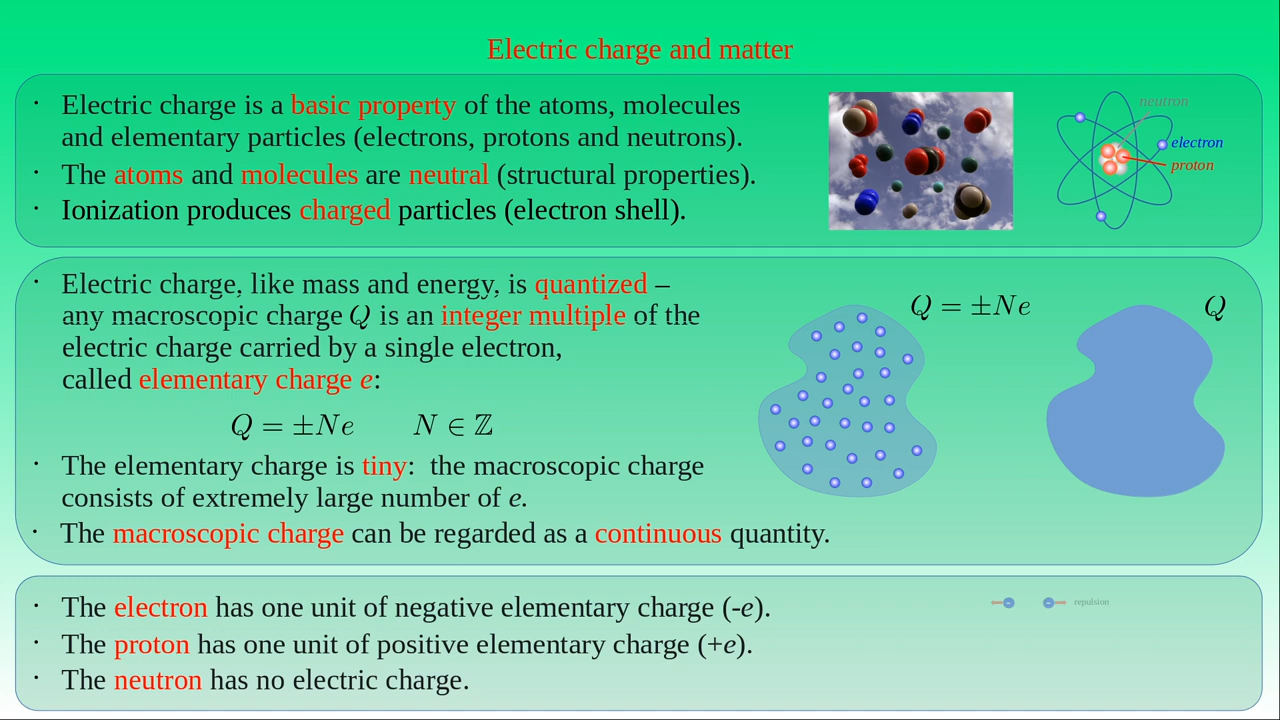 Electric charge and matter
· Electric charge is a basic property of the atoms, molecules
and elementary particles (electrons, protons and neutrons).
· The atoms and molecules are neutral (structural properties).
· Ionization produces charged particles (electron shell).
neutron
electron
proton
· Electric charge, like mass and energy, is quantized –
any macroscopic charge Q is an integer multiple of the
electric charge carried by a single electron,
called elementary charge e:
Q = ±Ne N ∈ ℤ
· The elementary charge is tiny: the macroscopic charge
consists of extremely large number of e.
· The macroscopic charge can be regarded as a continuous quantity.
Q = ±Ne
Q
· The electron has one unit of negative elementary charge (-e).
· The proton has one unit of positive elementary charge (+e).
· The neutron has no electric charge.
− − repulsion